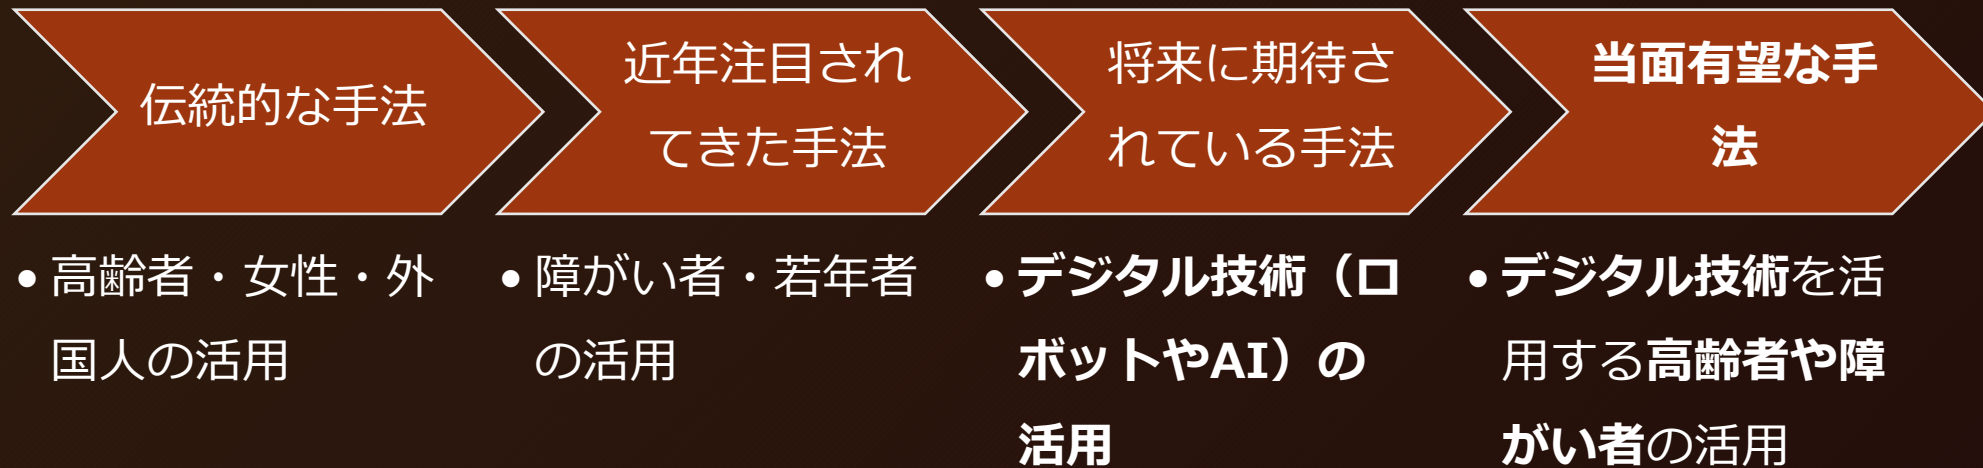 伝統的な手法
近年注目され
てきた手法
将来に期待さ
れている手法
当面有望な手
法
• 高齢者・女性・外
国人の活用
• 障がい者・若年者
の活用
• デジタル技術（ロ
ボットやAI）の
活用
• デジタル技術を活
用する高齢者や障
がい者の活用